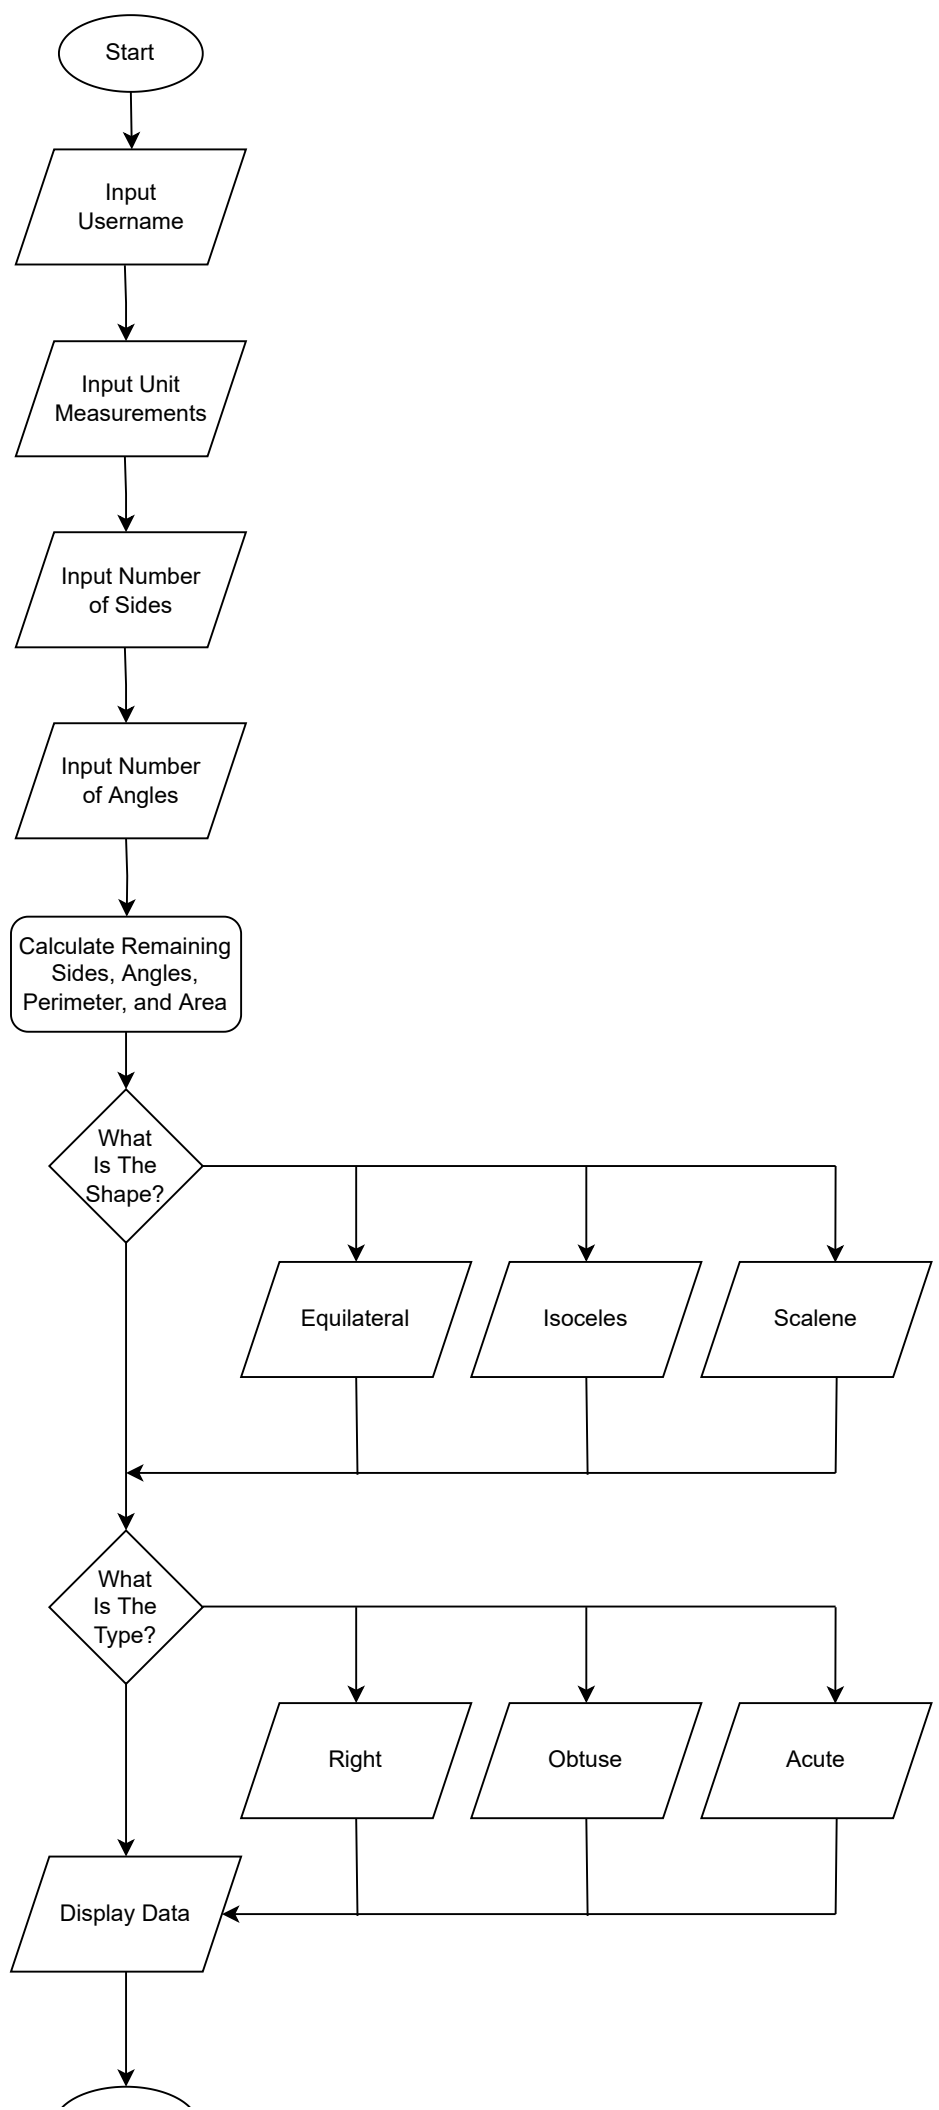 Start
Input
Username
Input Unit
Measurements
Input Number
of Sides
Input Number
of Angles
Calculate Remaining
Sides, Angles,
Perimeter, and Area
What
Is The
Shape?
Equilateral
Isoceles
Scalene
What
Is The
Type?
Right
Obtuse
Acute
Display Data